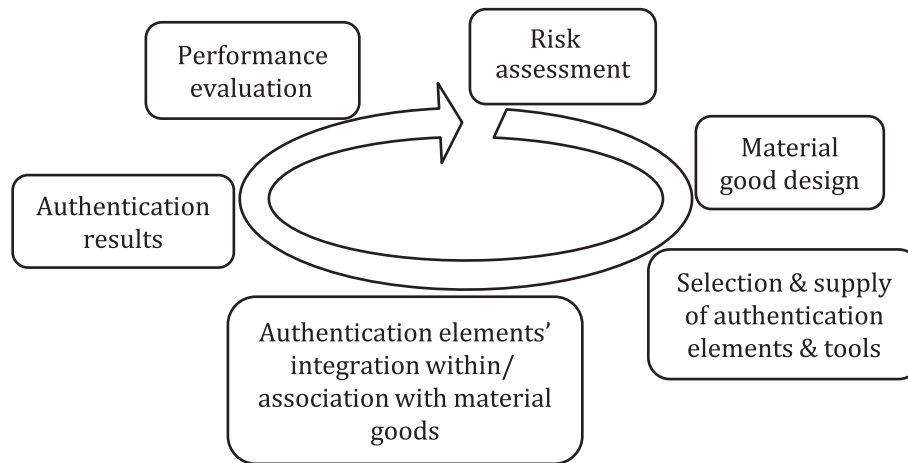 Performance
evaluation
Risk
assessment
Material
good design
Authentication
results
Selection & supply
of authentication
elements & tools
Authentication elements’
integration within/
association with material
goods